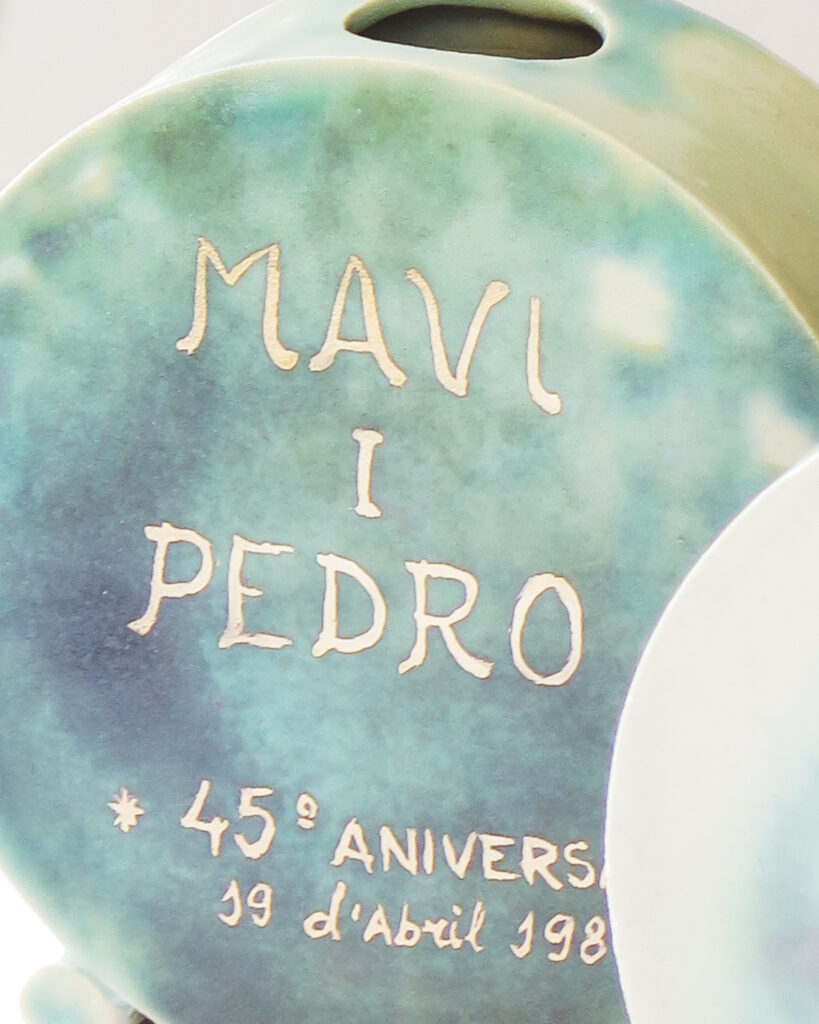 MAVI
I
PEDRO
* 45º ANIVERS
19 d'Abril 198